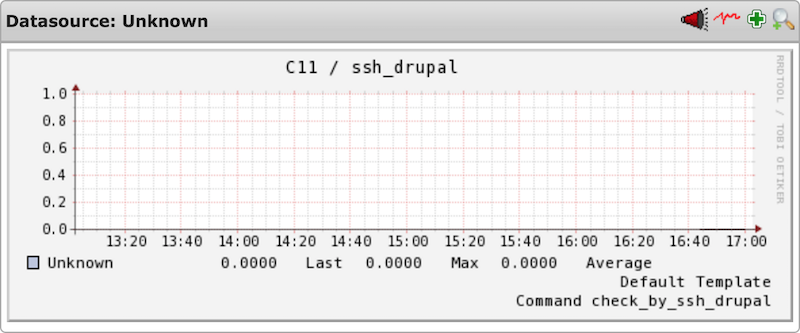 Datasource: Unknown
C11 / ssh_drupal
RRDTOOL / TOBI OETIKER
1.0
0.8
0.6
0.4
0.2
0.0
13:20 13:40 14:00 14:20 14:40 15:00 15:20 15:40 16:00 16:20 16:40 17:00
Unknown 0.0000 Last 0.0000 Max 0.0000 Average
Default Template
Command check_by_ssh_drupal